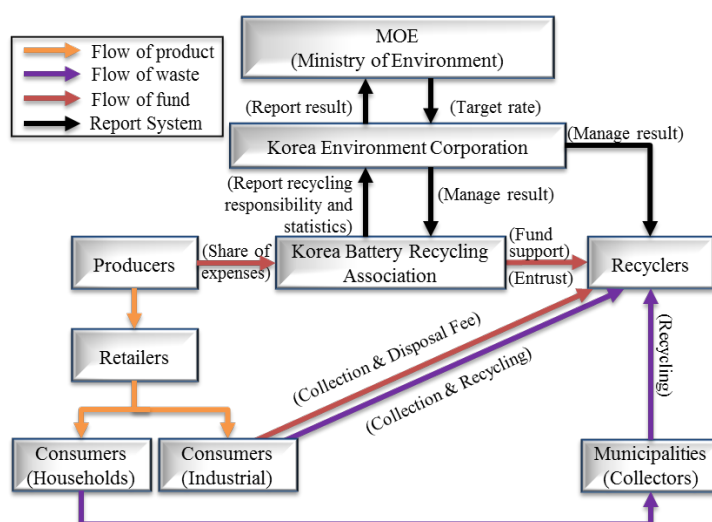 Flow of product
Flow of waste
Flow of fund
Report System
MOE
(Ministry of Environment)
(Report result)
(Target rate)
Korea Environment Corporation
(Manage result)
(Report recycling
responsibility and
statistics)
(Manage result)
Producers
(Share of
expenses)
Korea Battery Recycling
Association
(Fund
support)
(Entrust)
Recyclers
Retailers
(Collection & Disposal Fee)
(Collection & Recycling)
(Recycling)
Consumers
(Households)
Consumers
(Industrial)
Municipalities
(Collectors)